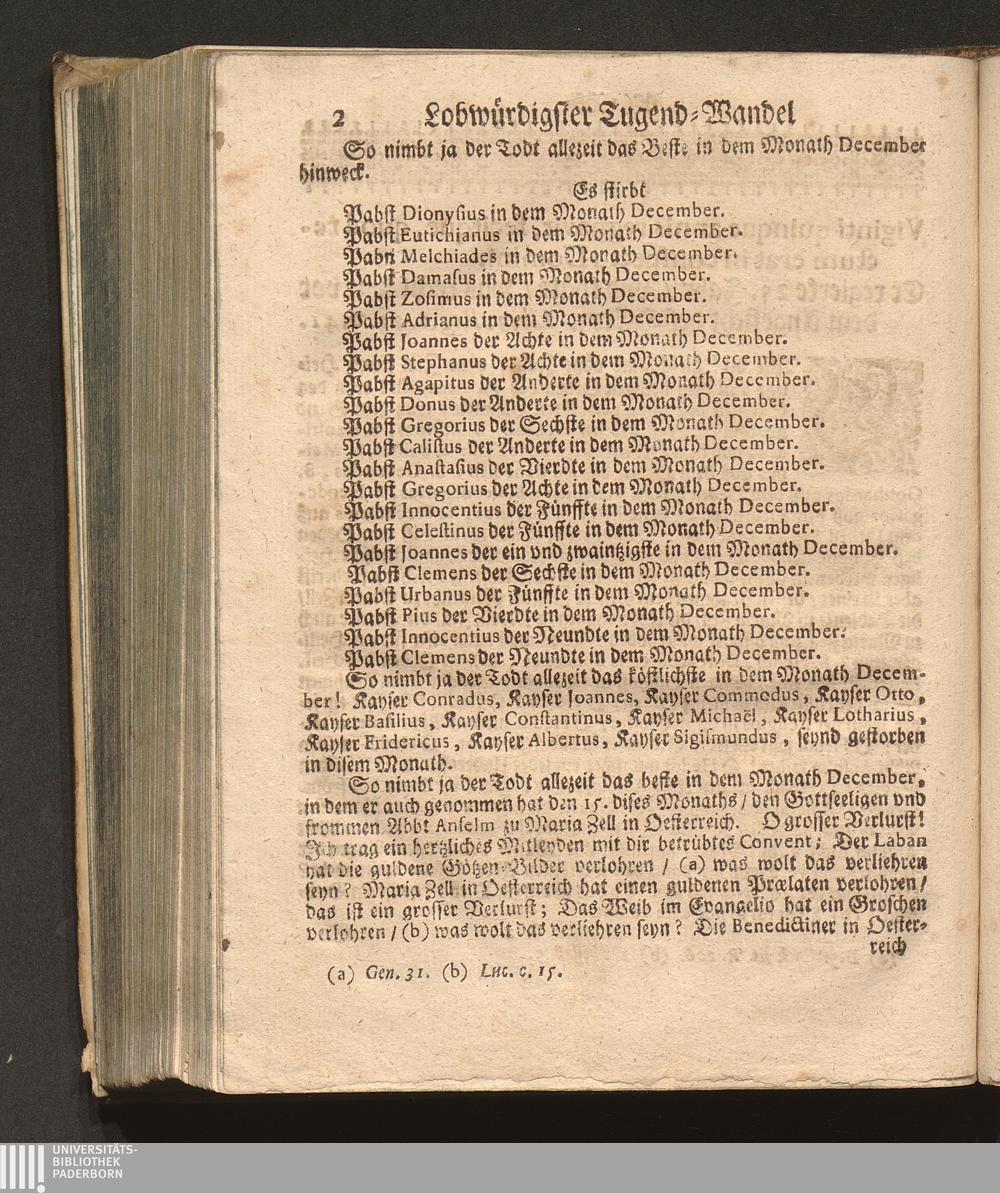 2 Lobwürdigster Tugend-Wandel
So nimbt ja der Todt allezeit das Beste in dem Monath December
hinweck.
Es stirbt
Pabst Dionysius in dem Monath December.
Pabst Eutichianus in dem Monath December.
Pabst Melchiades in dem Monath December.
Pabst Damasus in dem Monath December.
Pabst Zosimus in dem Monath December.
Pabst Adrianus in dem Monath December.
Pabst Joannes der Achte in dem Monath December.
Pabst Stephanus der Achte in dem Monath December.
Pabst Agapitus der Anderte in dem Monath December.
Pabst Donus der Anderte in dem Monath December.
Pabst Gregorius der Sechste in dem Monath December.
Pabst Calistus der Anderte in dem Monath December.
Pabst Anastasius der Vierdte in dem Monath December.
Pabst Gregorius der Achte in dem Monath December.
Pabst Innocentius der Fünffte in dem Monath December.
Pabst Celestinus der Fünffte in dem Monath December.
Pabst Joannes der ein vnd zwaintzigste in dem Monath December.
Pabst Clemens der Sechste in dem Monath December.
Pabst Urbanus der Fünffte in dem Monath December.
Pabst Pius der Vierdte in dem Monath December.
Pabst Innocentius der Neundte in dem Monath December.
Pabst Clemens der Neundte in dem Monath December.
So nimbt ja der Todt allezeit das köstlichste in dem Monath Decem-
ber! Kayser Conradus, Kayser Joannes, Kayser Commodus, Kayser Otto,
Kayser Basilius, Kayser Constantinus, Kayser Michaël, Kayser Lotharius,
Kayser Fridericus, Kayser Albertus, Kayser Sigismundus, seynd gestorben
in disem Monath.
So nimbt ja der Todt allezeit das beste in dem Monath December,
in dem er auch genommen hat den 15. dises Monaths / den Gottseeligen vnd
frommen Abbt Anselm zu Maria Zell in Oesterreich. O grosser Verlurst!
Ich trag ein hertzliches Mitleyden mit dir betrübtes Convent; Der Laban
hat die guldene Götzen-Bilder verlohren / (a) was wolt das verliehren
seyn? Maria Zell in Oesterreich hat einen guldenen Prælaten verlohren /
das ist ein grosser Verlurst; Das Weib im Evangelio hat ein Groschen
verlohren / (b) was wolt das verliehren seyn? Die Benedictiner in Oester-
reich
(a) Gen. 31. (b) Luc. c. 15.
UNIVERSITÄTS-
BIBLIOTHEK
PADERBORN